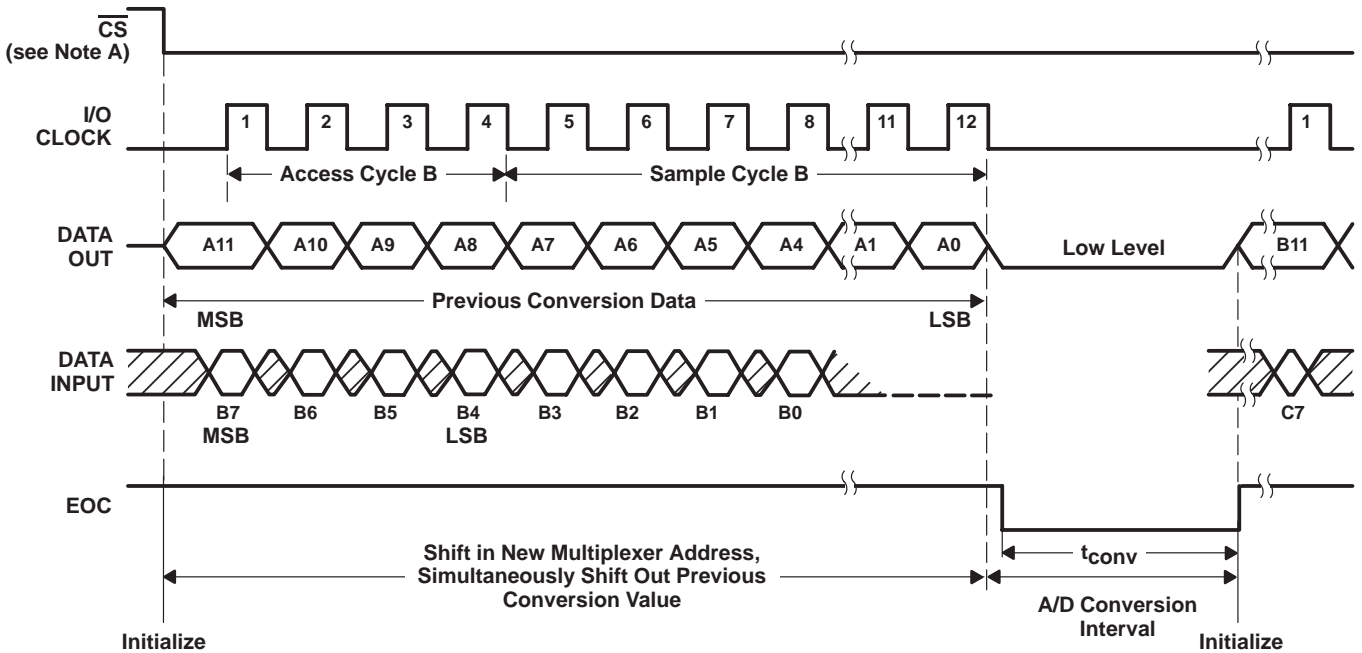 CS
(see Note A)
I/O
CLOCK
1 2 3 4 5 6 7 8 11 12 1
Access Cycle B Sample Cycle B
DATA
OUT
A11 A10 A9 A8 A7 A6 A5 A4 A1 A0 Low Level B11
Previous Conversion Data
MSB LSB
DATA
INPUT
B7 B6 B5 B4 B3 B2 B1 B0 C7
MSB LSB
EOC
Shift in New Multiplexer Address,
Simultaneously Shift Out Previous
Conversion Value
tconv
A/D Conversion
Interval
Initialize Initialize